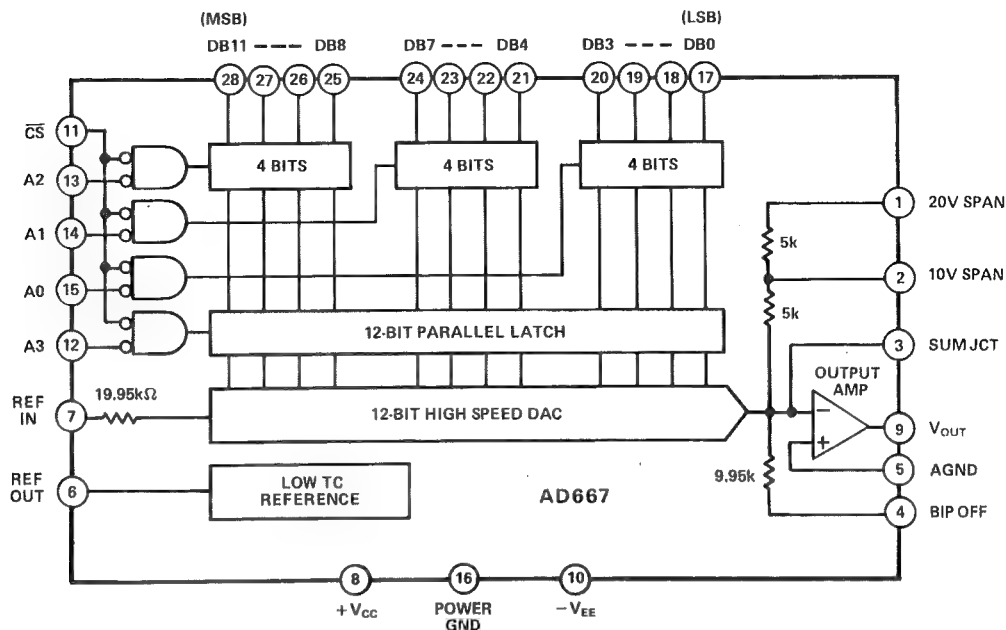 (MSB) (LSB)
DB11 ---- DB8 DB7 --- DB4 DB3 ---- DB0
28 27 26 25 24 23 22 21 20 19 18 17
C̅S̅ 11
4 BITS 4 BITS 4 BITS
A2 13
1 20V SPAN
A1 14
5k
2 10V SPAN
A0 15
5k
A3 12
12-BIT PARALLEL LATCH
3 SUM JCT
OUTPUT
AMP
19.95kΩ
REF
IN 7
12-BIT HIGH SPEED DAC
−
+
9 VOUT
5 AGND
9.95k
REF
OUT 6
LOW TC
REFERENCE
AD667
4 BIP OFF
8 16 10
+VCC POWER
GND −VEE